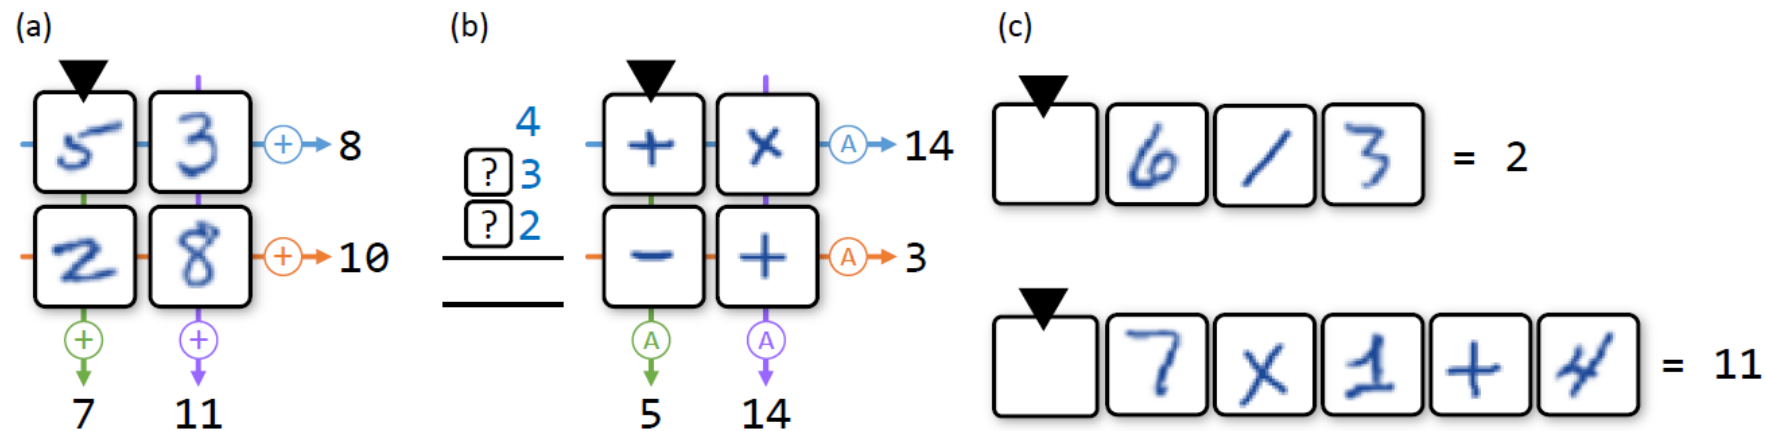 (a) (b) (c)
5 3 + 8
2 8 + 10
+ +
7 11
4
? 3
? 2
+ × A 14
− + A 3
A A
5 14
6 / 3 = 2
7 × 1 + 4 = 11